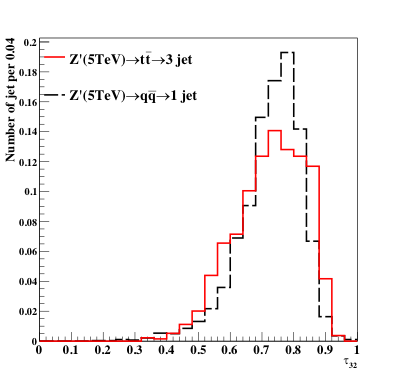 Number of jet per 0.04
0.2
0.18
0.16
0.14
0.12
0.1
0.08
0.06
0.04
0.02
0
Z'(5TeV)→tt̅→3 jet
Z'(5TeV)→qq̅→1 jet
0 0.1 0.2 0.3 0.4 0.5 0.6 0.7 0.8 0.9 1
τ₃₂